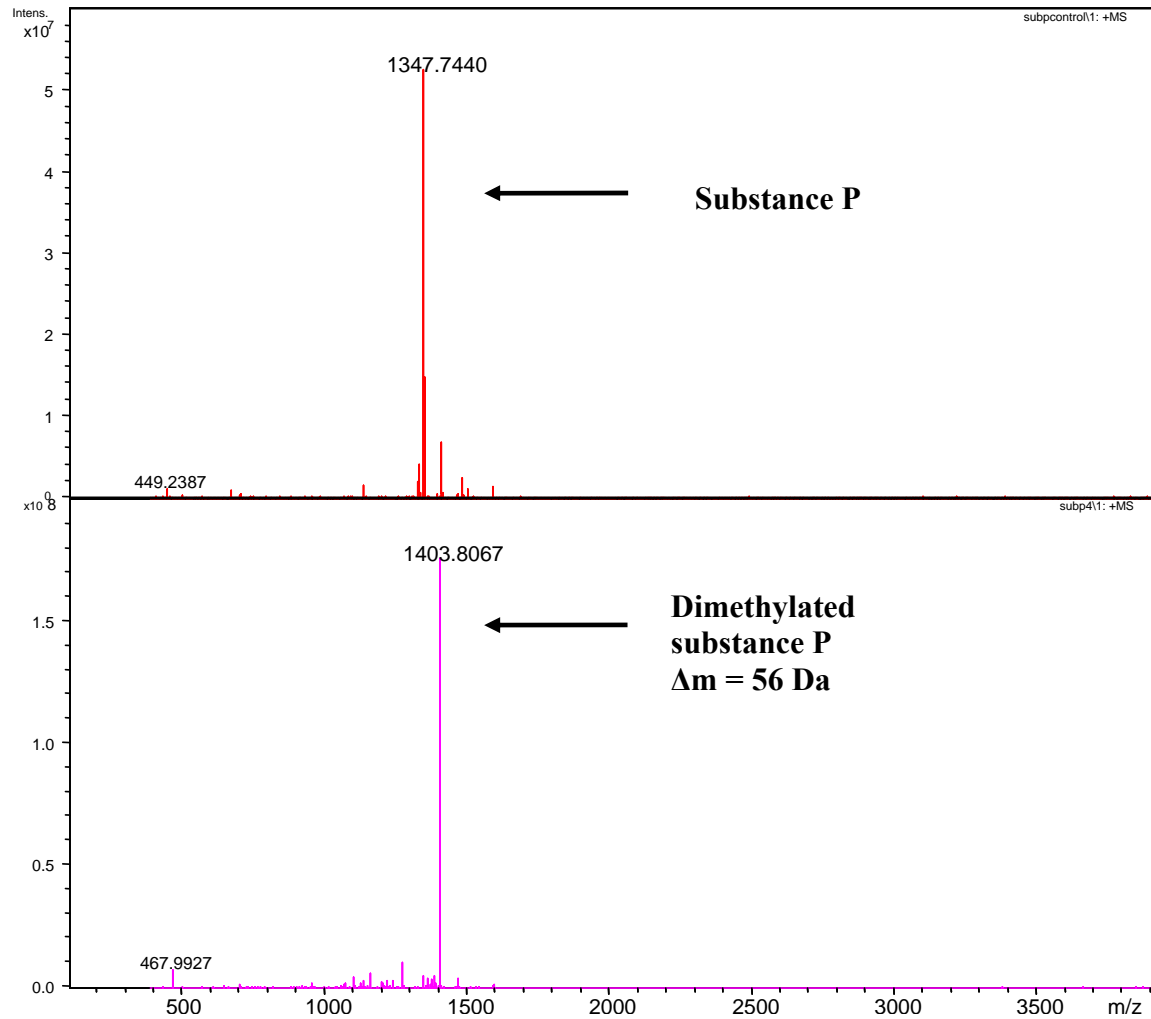 Intens.
x10⁷
subpcontrol\1: +MS
1347.7440
5
4
Substance P
3
2
1
449.2387
0
x10 8
subp4\1: +MS
1403.8067
Dimethylated
substance P
Δm = 56 Da
1.5
1.0
0.5
467.9927
0.0
500 1000 1500 2000 2500 3000 3500 m/z